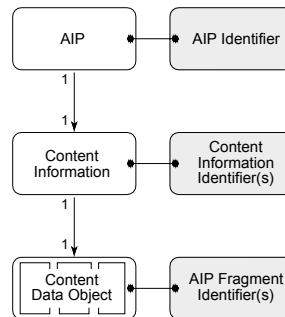 AIP
AIP Identifier
1
1
Content
Information
Content
Information
Identifier(s)
1
1
Content
Data Object
AIP Fragment
Identifier(s)